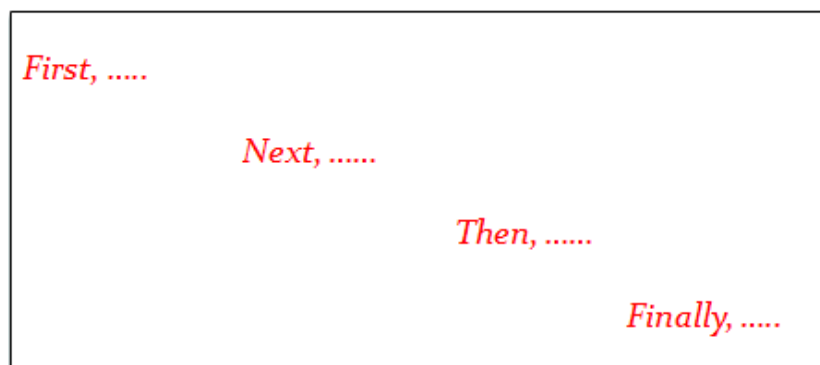 First, .....
Next, ......
Then, ......
Finally, .....